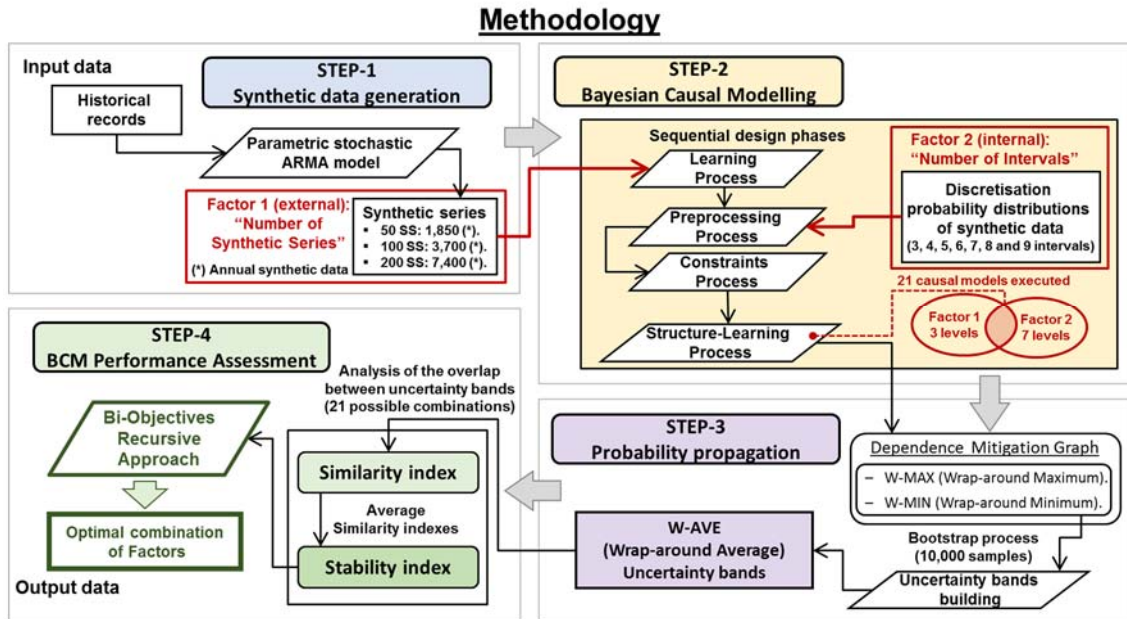 Methodology
Input data
STEP-1
Synthetic data generation
Historical
records
Parametric stochastic
ARMA model
Factor 1 (external):
“Number of
Synthetic Series”
(*) Annual synthetic data
Synthetic series
▪ 50 SS: 1,850 (*).
▪ 100 SS: 3,700 (*).
▪ 200 SS: 7,400 (*).
STEP-2
Bayesian Causal Modelling
Sequential design phases
Learning
Process
Preprocessing
Process
Constraints
Process
Structure-Learning
Process
Factor 2 (internal):
“Number of Intervals”
Discretisation
probability distributions
of synthetic data
(3, 4, 5, 6, 7, 8 and 9 intervals)
21 causal models executed
Factor 1
3 levels
Factor 2
7 levels
STEP-3
Probability propagation
Dependence Mitigation Graph
– W-MAX (Wrap-around Maximum).
– W-MIN (Wrap-around Minimum).
Bootstrap process
(10,000 samples)
Uncertainty bands
building
W-AVE
(Wrap-around Average)
Uncertainty bands
STEP-4
BCM Performance Assessment
Analysis of the overlap
between uncertainty bands
(21 possible combinations)
Similarity index
Average
Similarity indexes
Stability index
Bi-Objectives
Recursive
Approach
Optimal combination
of Factors
Output data